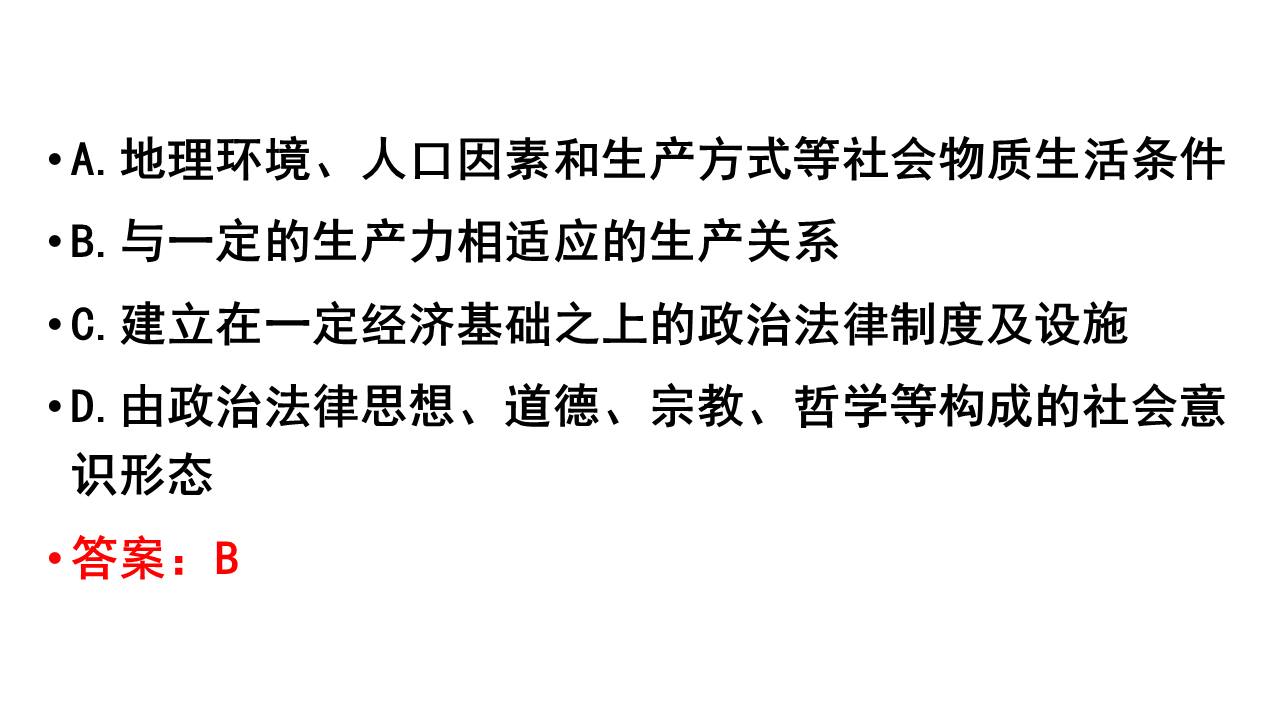 •A.地理环境、人口因素和生产方式等社会物质生活条件
•B.与一定的生产力相适应的生产关系
•C.建立在一定经济基础之上的政治法律制度及设施
•D.由政治法律思想、道德、宗教、哲学等构成的社会意
识形态
•答案：B